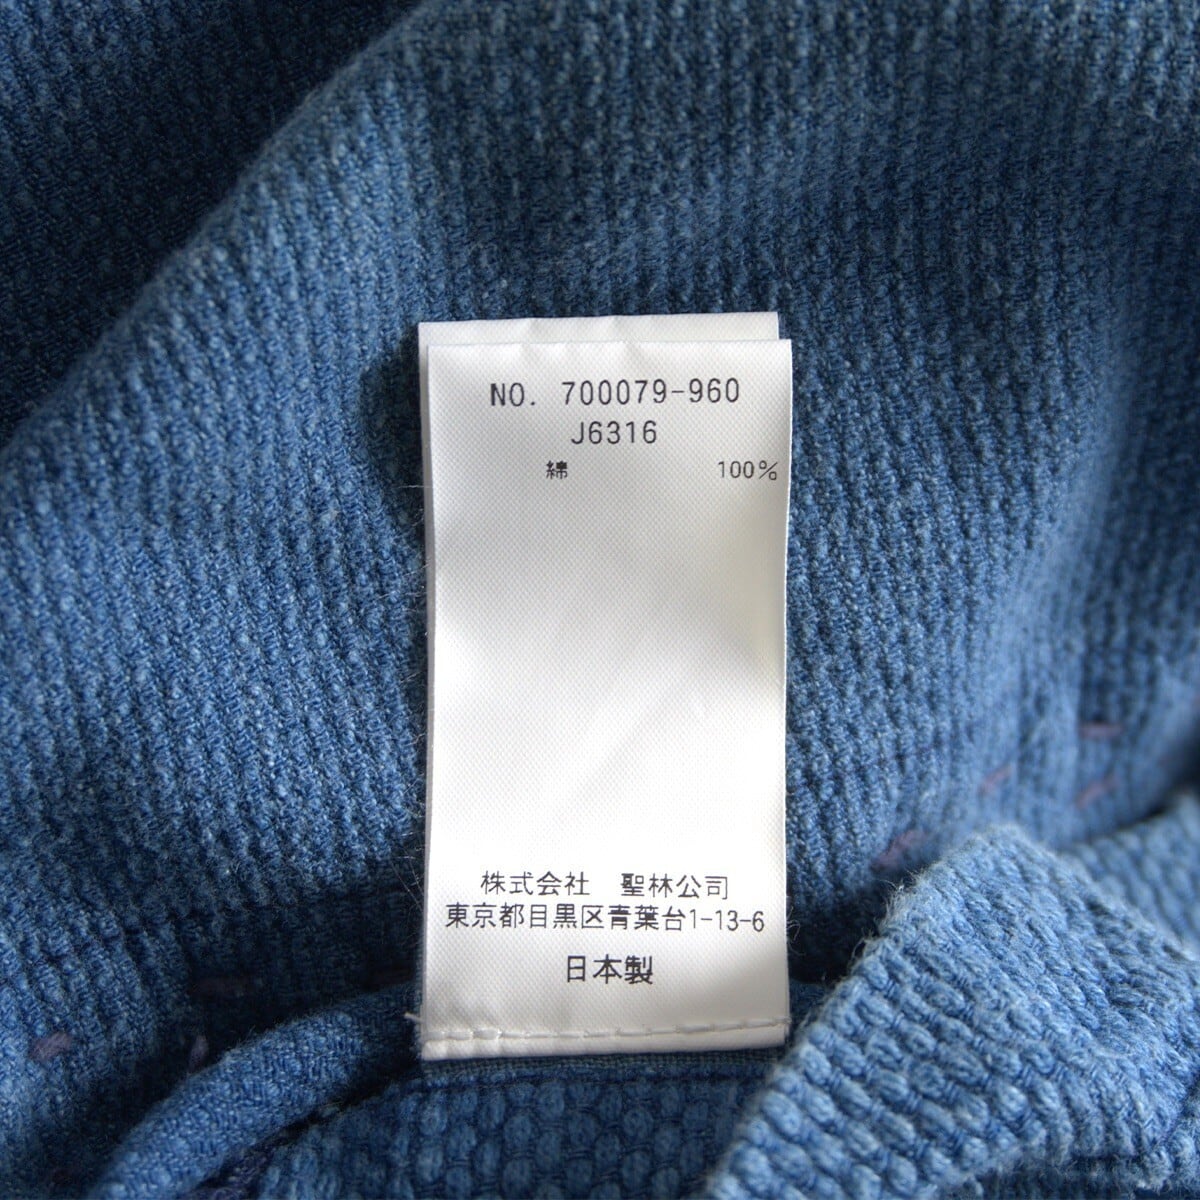 NO. 700079-960
J6316
綿 100%
株式会社 聖林公司
東京都目黒区青葉台1-13-6
日本製